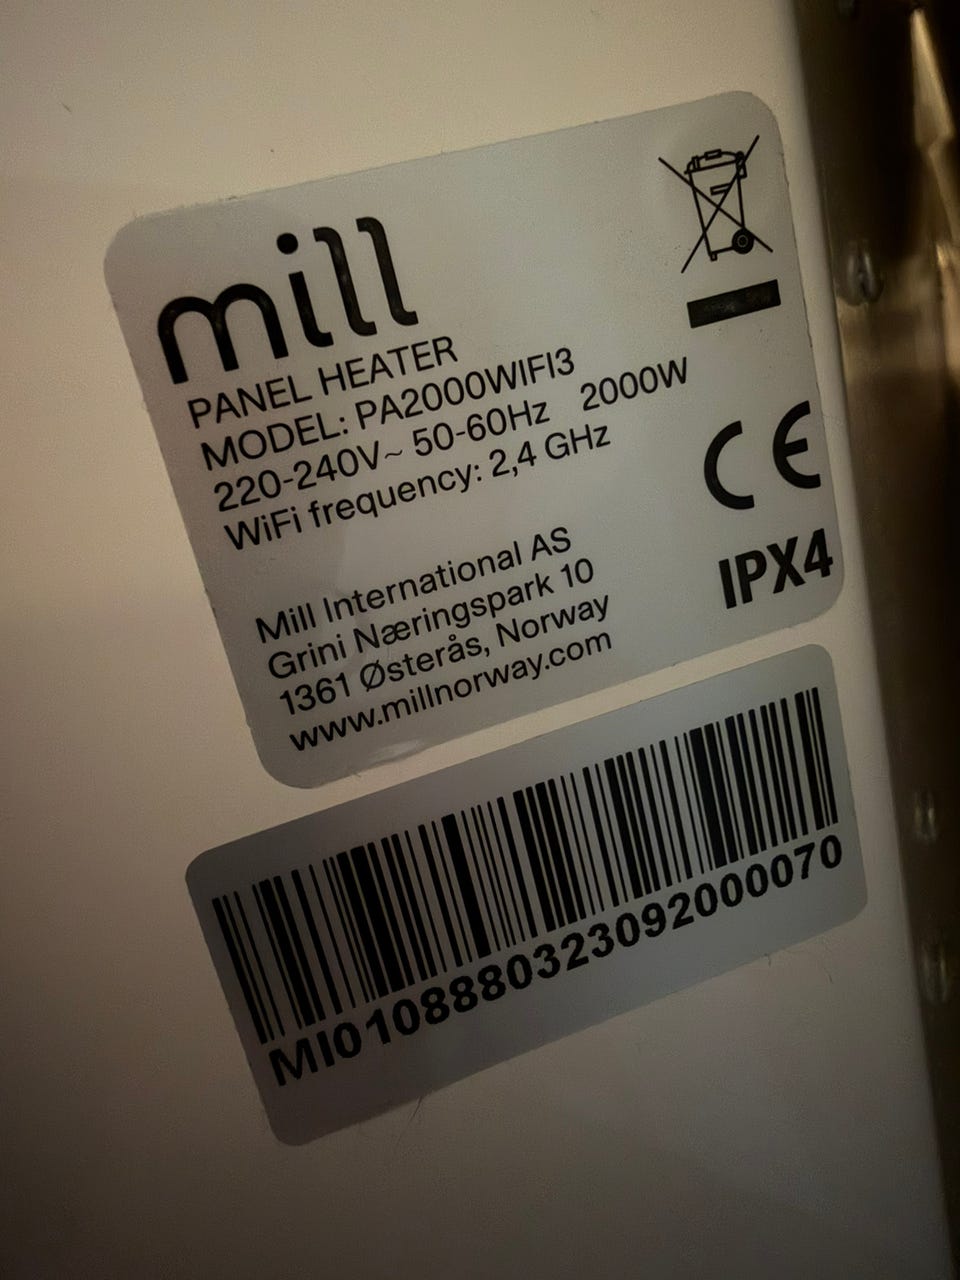 mill
PANEL HEATER
MODEL: PA2000WIFI3
220-240V~ 50-60Hz 2000W
WiFi frequency: 2,4 GHz
Mill International AS
Grini Næringspark 10
1361 Østerås, Norway
www.millnorway.com
CE
IPX4
MI0108880323092000070